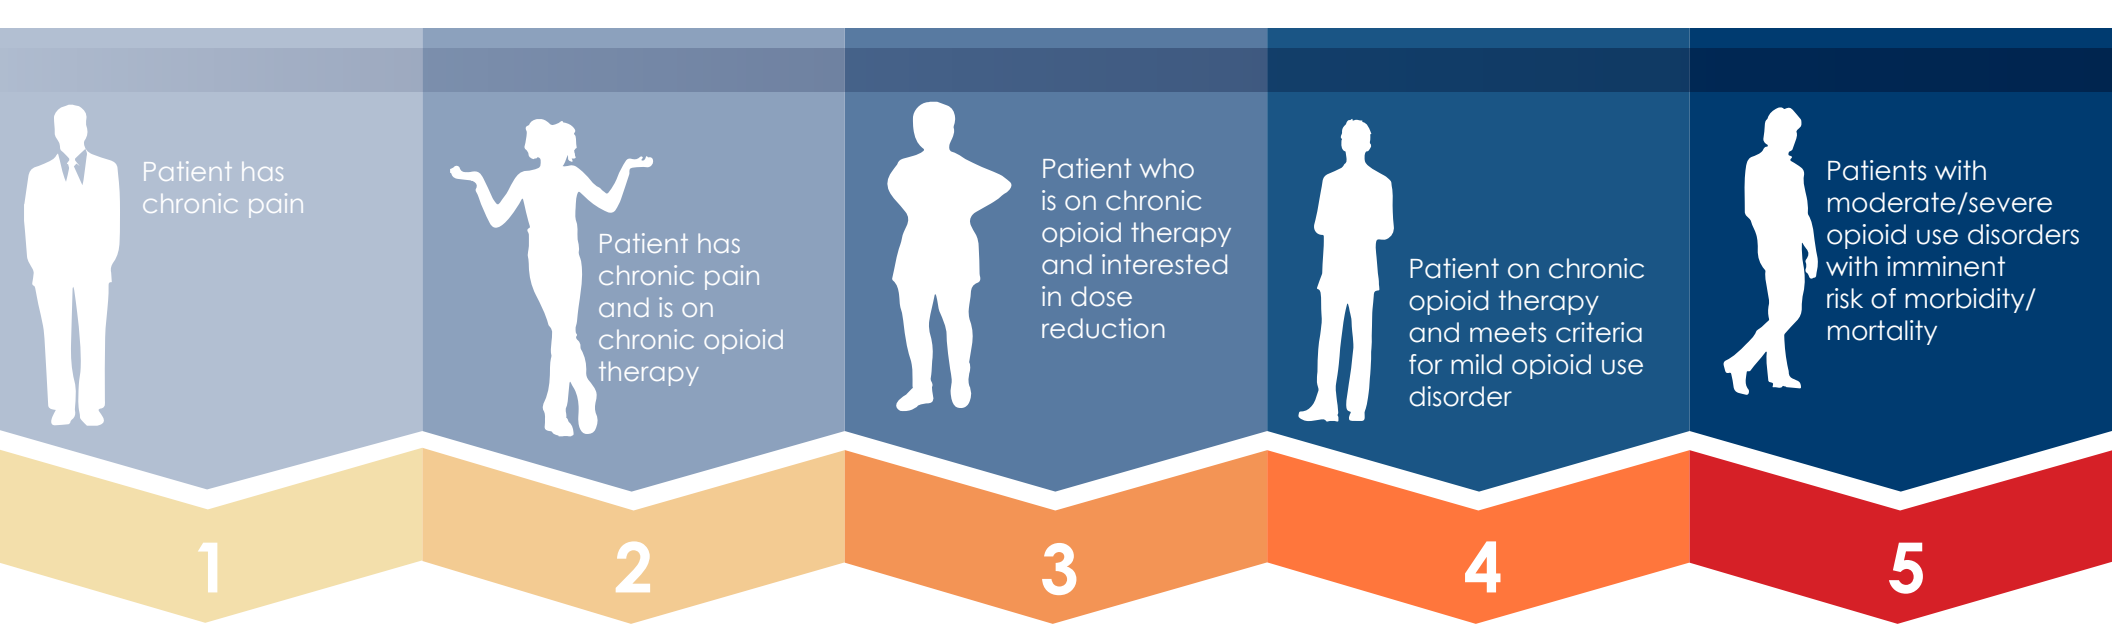 Patient has
chronic pain
Patient has
chronic pain
and is on
chronic opioid
therapy
Patient who
is on chronic
opioid therapy
and interested
in dose
reduction
Patient on chronic
opioid therapy
and meets criteria
for mild opioid use
disorder
Patients with
moderate/severe
opioid use disorders
with imminent
risk of morbidity/
mortality
1
2
3
4
5